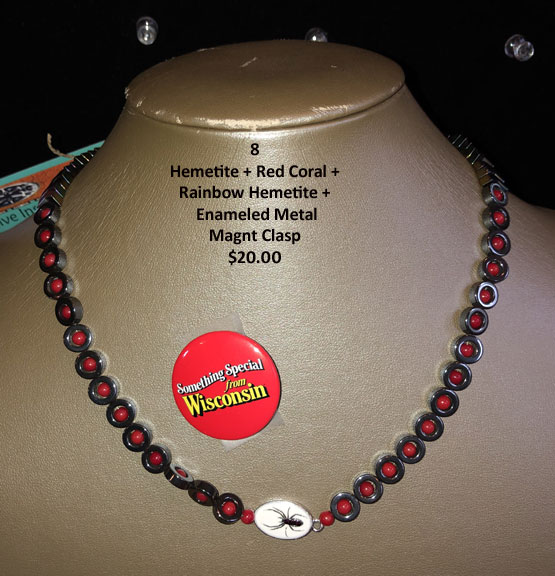 8
Hemetite + Red Coral +
Rainbow Hemetite +
Enameled Metal
Magnt Clasp
$20.00
Something Special
from
Wisconsin